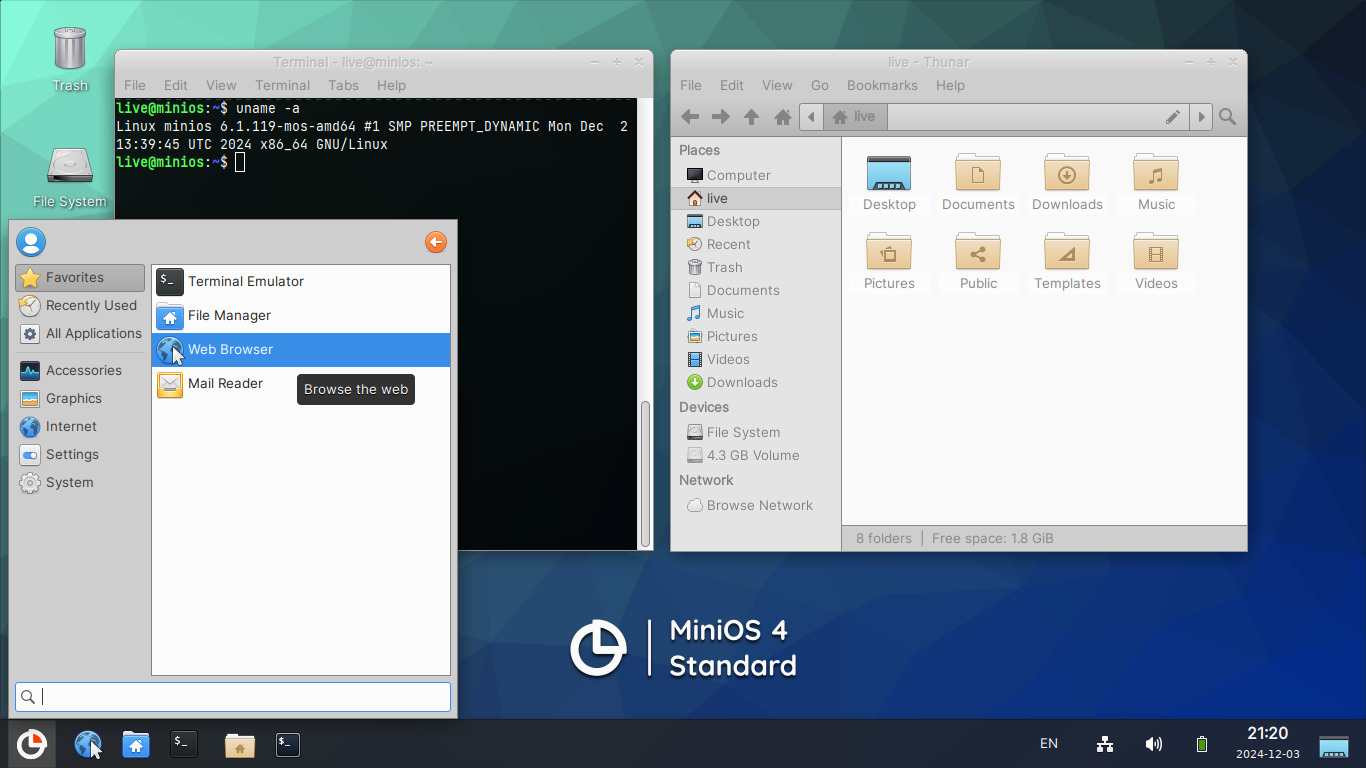 Trash
File System
Terminal - live@minios: ~
File Edit View Terminal Tabs Help
live@minios:~$ uname -a
Linux minios 6.1.119-mos-amd64 #1 SMP PREEMPT_DYNAMIC Mon Dec  2
13:39:45 UTC 2024 x86_64 GNU/Linux
live@minios:~$
live - Thunar
File Edit View Go Bookmarks Help
live
Places
Computer
live
Desktop
Recent
Trash
Documents
Music
Pictures
Videos
Downloads
Devices
File System
4.3 GB Volume
Network
Browse Network
Desktop Documents Downloads Music
Pictures Public Templates Videos
8 folders | Free space: 1.8 GiB
Favorites
Recently Used
All Applications
Accessories
Graphics
Internet
Settings
System
$_ Terminal Emulator
File Manager
Web Browser
Mail Reader
Browse the web
MiniOS 4
Standard
$_
$_
EN
21:20
2024-12-03